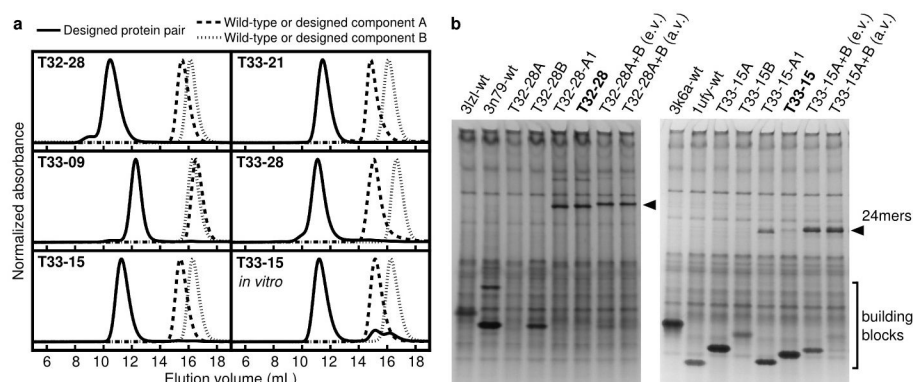 a
Designed protein pair
Wild-type or designed component A
Wild-type or designed component B
T32-28
T33-21
T33-09
T33-28
T33-15
T33-15
in vitro
Normalized absorbance
6 8 10 12 14 16 18
6 8 10 12 14 16 18
Elution volume (mL)
b
3lzl-wt
3n79-wt
T32-28A
T32-28B
T32-28-A1
T32-28
T32-28A+B (e.v.)
T32-28A+B (a.v.)
3k6a-wt
1ufy-wt
T33-15A
T33-15B
T33-15-A1
T33-15
T33-15A+B (e.v.)
T33-15A+B (a.v.)
24mers
building
blocks